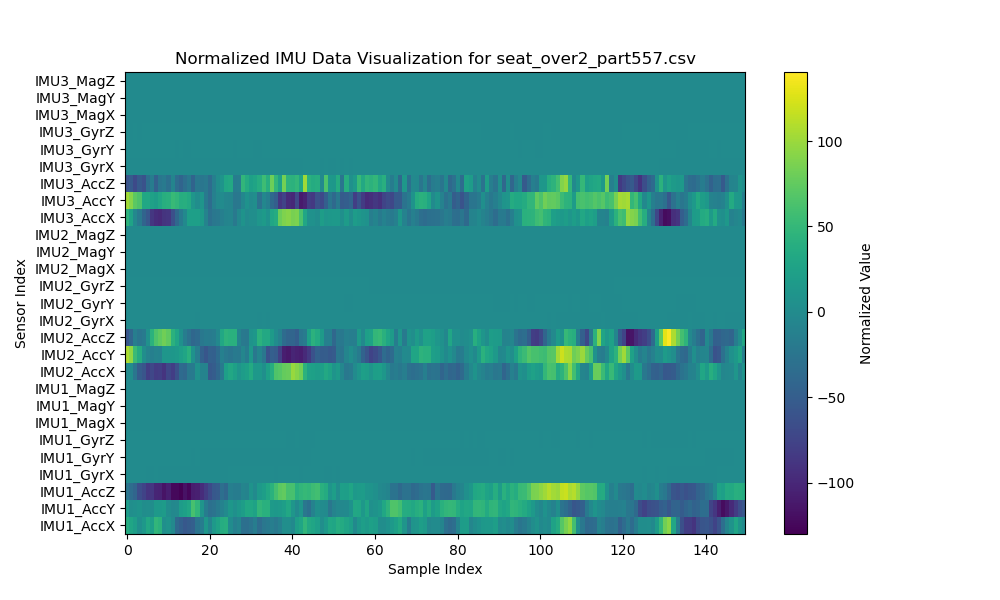 Normalized IMU Data Visualization for seat_over2_part557.csv
IMU3_MagZ
IMU3_MagY
IMU3_MagX
IMU3_GyrZ
IMU3_GyrY
IMU3_GyrX
IMU3_AccZ
IMU3_AccY
IMU3_AccX
IMU2_MagZ
IMU2_MagY
IMU2_MagX
IMU2_GyrZ
IMU2_GyrY
IMU2_GyrX
IMU2_AccZ
IMU2_AccY
IMU2_AccX
IMU1_MagZ
IMU1_MagY
IMU1_MagX
IMU1_GyrZ
IMU1_GyrY
IMU1_GyrX
IMU1_AccZ
IMU1_AccY
IMU1_AccX
Sensor Index
0 20 40 60 80 100 120 140
Sample Index
100
50
0
−50
−100
Normalized Value